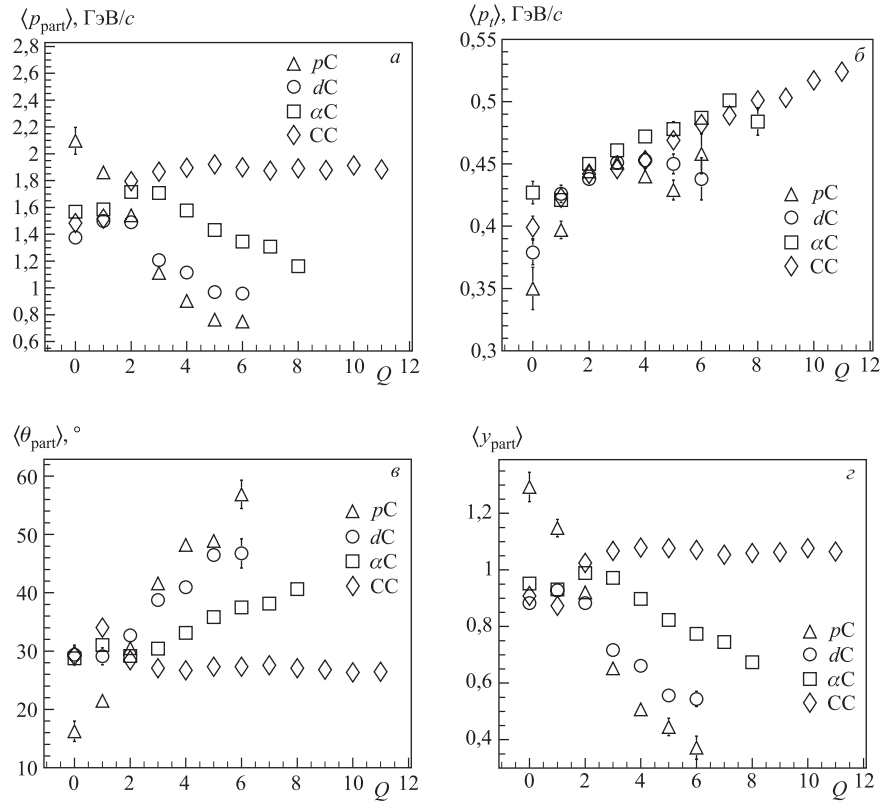 ⟨p_part⟩, ГэВ/c
а
pC
dC
αC
CC
2,8
2,6
2,4
2,2
2
1,8
1,6
1,4
1,2
1
0,8
0,6
0 2 4 6 8 10 12
Q
⟨p_t⟩, ГэВ/c
б
0,55
0,5
0,45
0,4
0,35
0,3
pC
dC
αC
CC
0 2 4 6 8 10 12
Q
⟨θ_part⟩, °
в
60
50
40
30
20
10
pC
dC
αC
CC
0 2 4 6 8 10 12
Q
⟨y_part⟩
г
1,2
1
0,8
0,6
0,4
pC
dC
αC
CC
0 2 4 6 8 10 12
Q